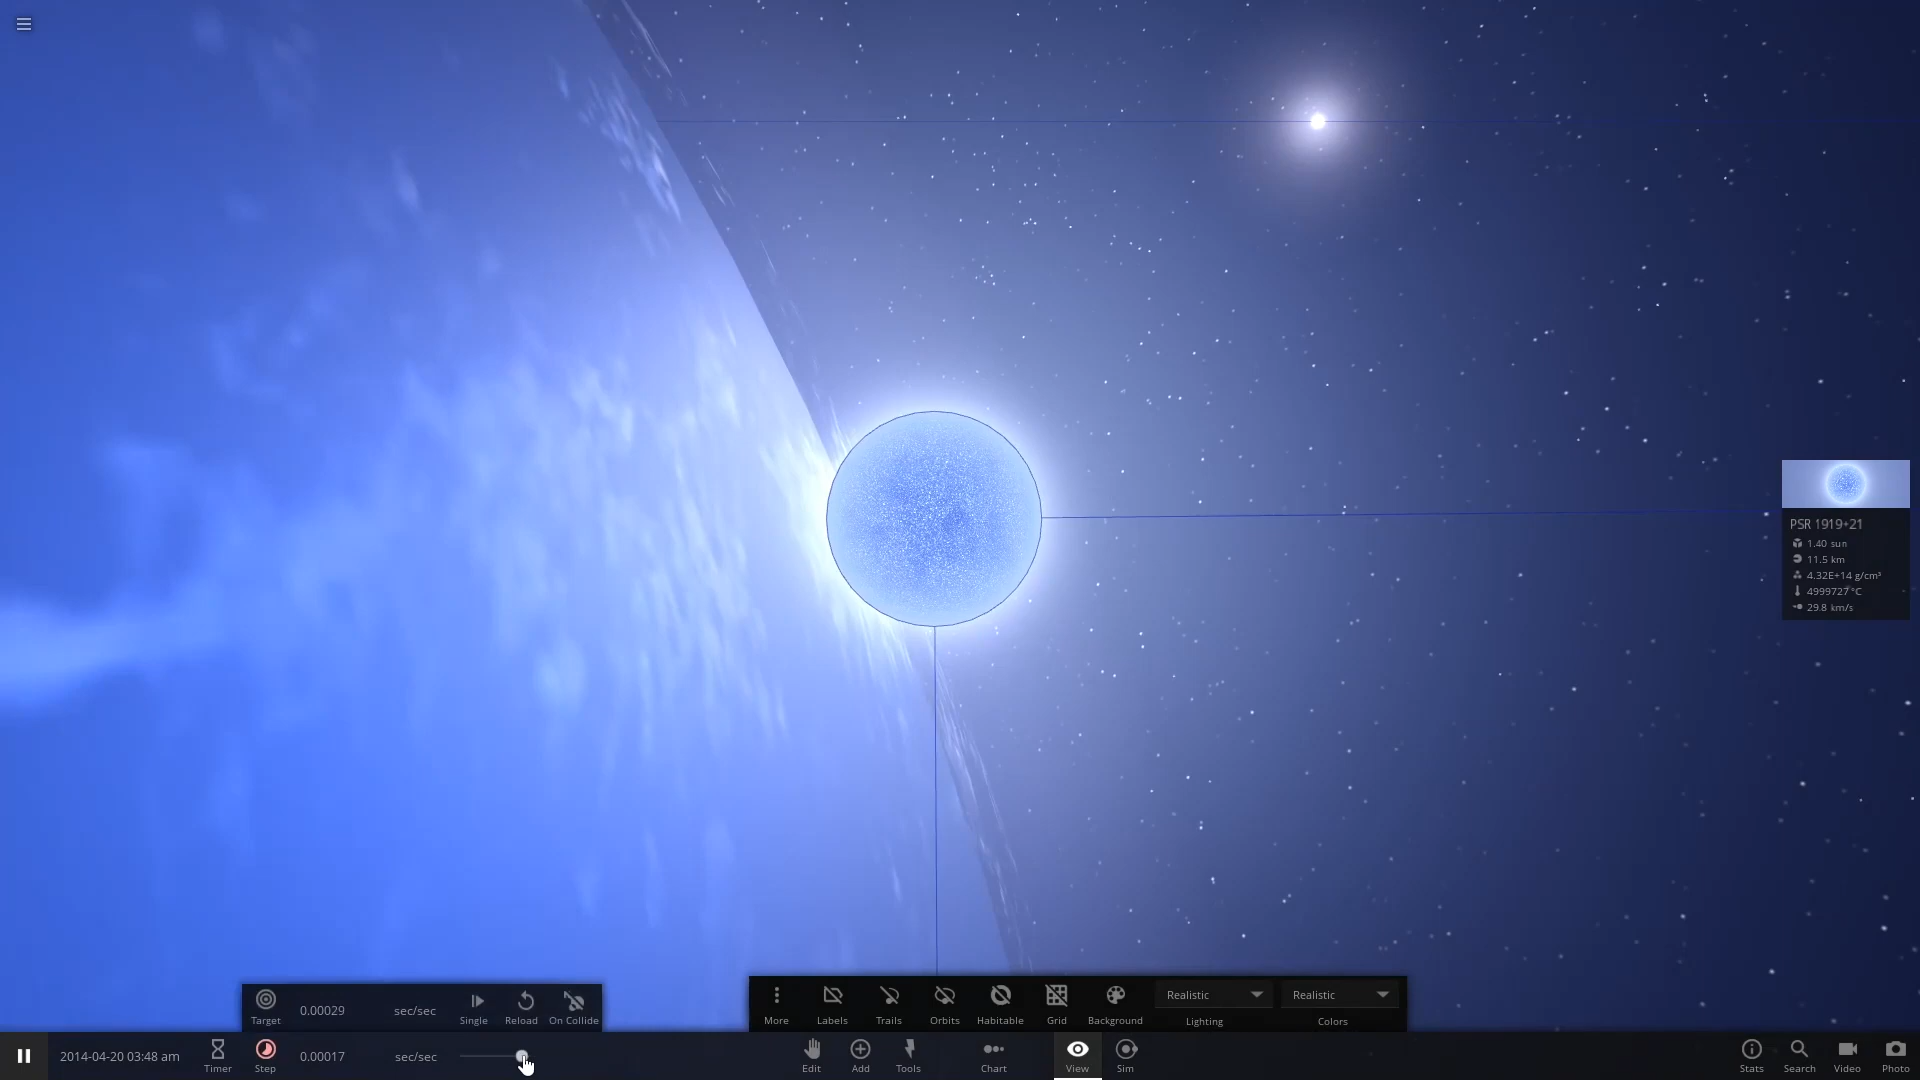 PSR 1919+21
1.40 sun
11.5 km
4.32E+14 g/cm³
4999727 °C
29.8 km/s
Target
0.00029
sec/sec
Single
Reload
On Collide
More
Labels
Trails
Orbits
Habitable
Grid
Background
Realistic
Lighting
Realistic
Colors
2014-04-20 03:48 am
Timer
Step
0.00017
sec/sec
Edit
Add
Tools
Chart
View
Sim
Stats
Search
Video
Photo